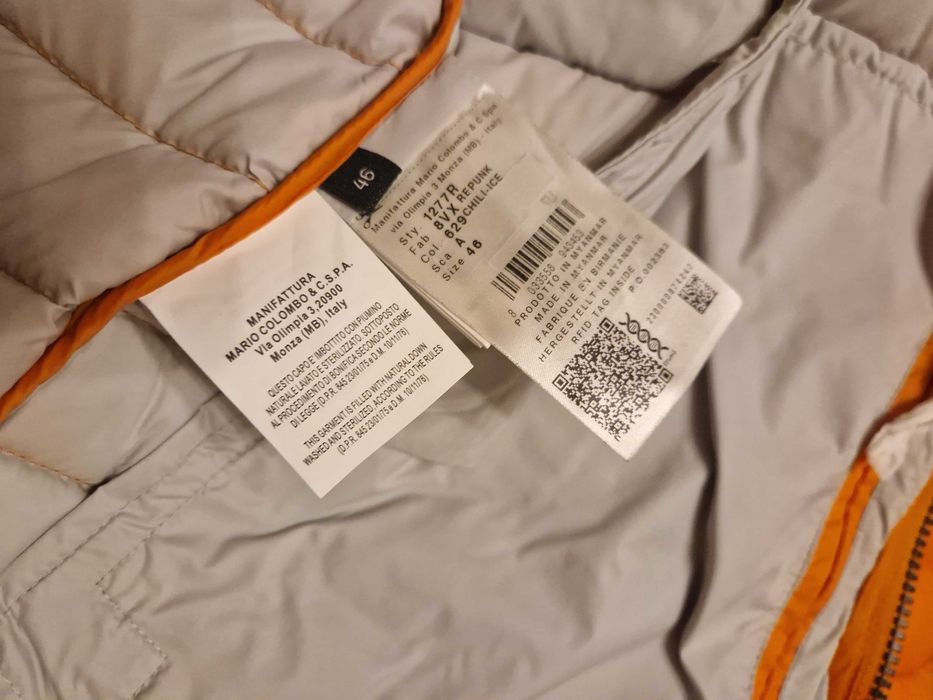 46
MANIFATTURA
MARIO COLOMBO & C.S.P.A.
Via Olimpia 3,20900
Monza (MB), Italy
QUESTO CAPO E IMBOTTITO CON PIUMINO
NATURALE LAVATO E STERILIZZATO, SOTTOPOSTO
AL PROCEDIMENTO DI BONIFICA SECONDO LE NORME
DI LEGGE (D.P.R. 845 23/01/75 e D.M. 10/11/76)
THIS GARMENT IS FILLED WITH NATURAL DOWN
WASHED AND STERILIZED, ACCORDING TO THE RULES
(D.P.R. 845 23/01/75 e D.M. 10/11/76)
Manifattura Mario Colombo & C Spa
via Olimpia 3 Monza (MB) - Italy
Sty. 1277R
Fab 8VX REPUNK
Col 629CHILI-ICE
Sca A
Size 46
8 033558 940453
PRODOTTO IN MYANMAR
MADE IN MYANMAR
FABRIQUE EN BIRMANIE
HERGESTELLT IN MYANMAR
RFID TAG INSIDE